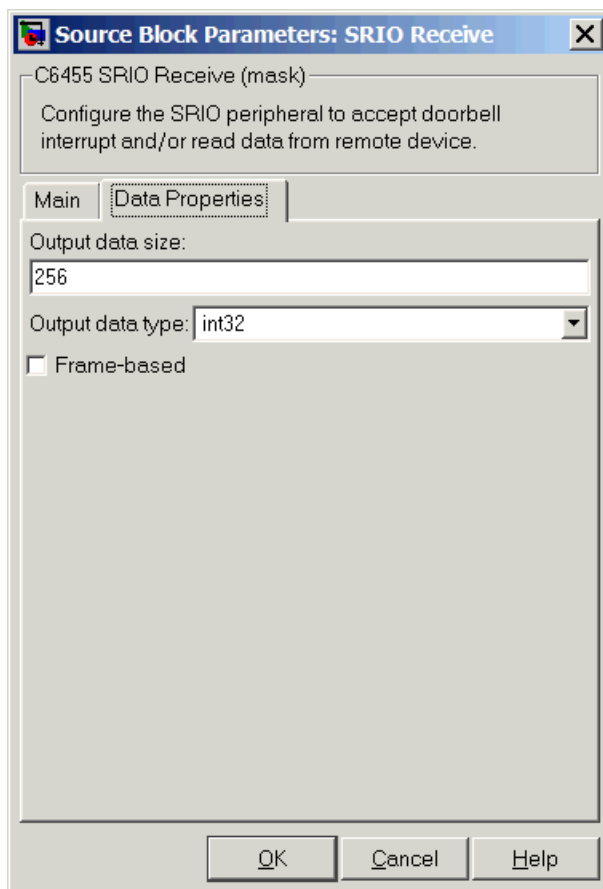 Source Block Parameters: SRIO Receive
C6455 SRIO Receive (mask)
Configure the SRIO peripheral to accept doorbell
interrupt and/or read data from remote device.
Main Data Properties
Output data size:
256
Output data type: int32
Frame-based
OK Cancel Help